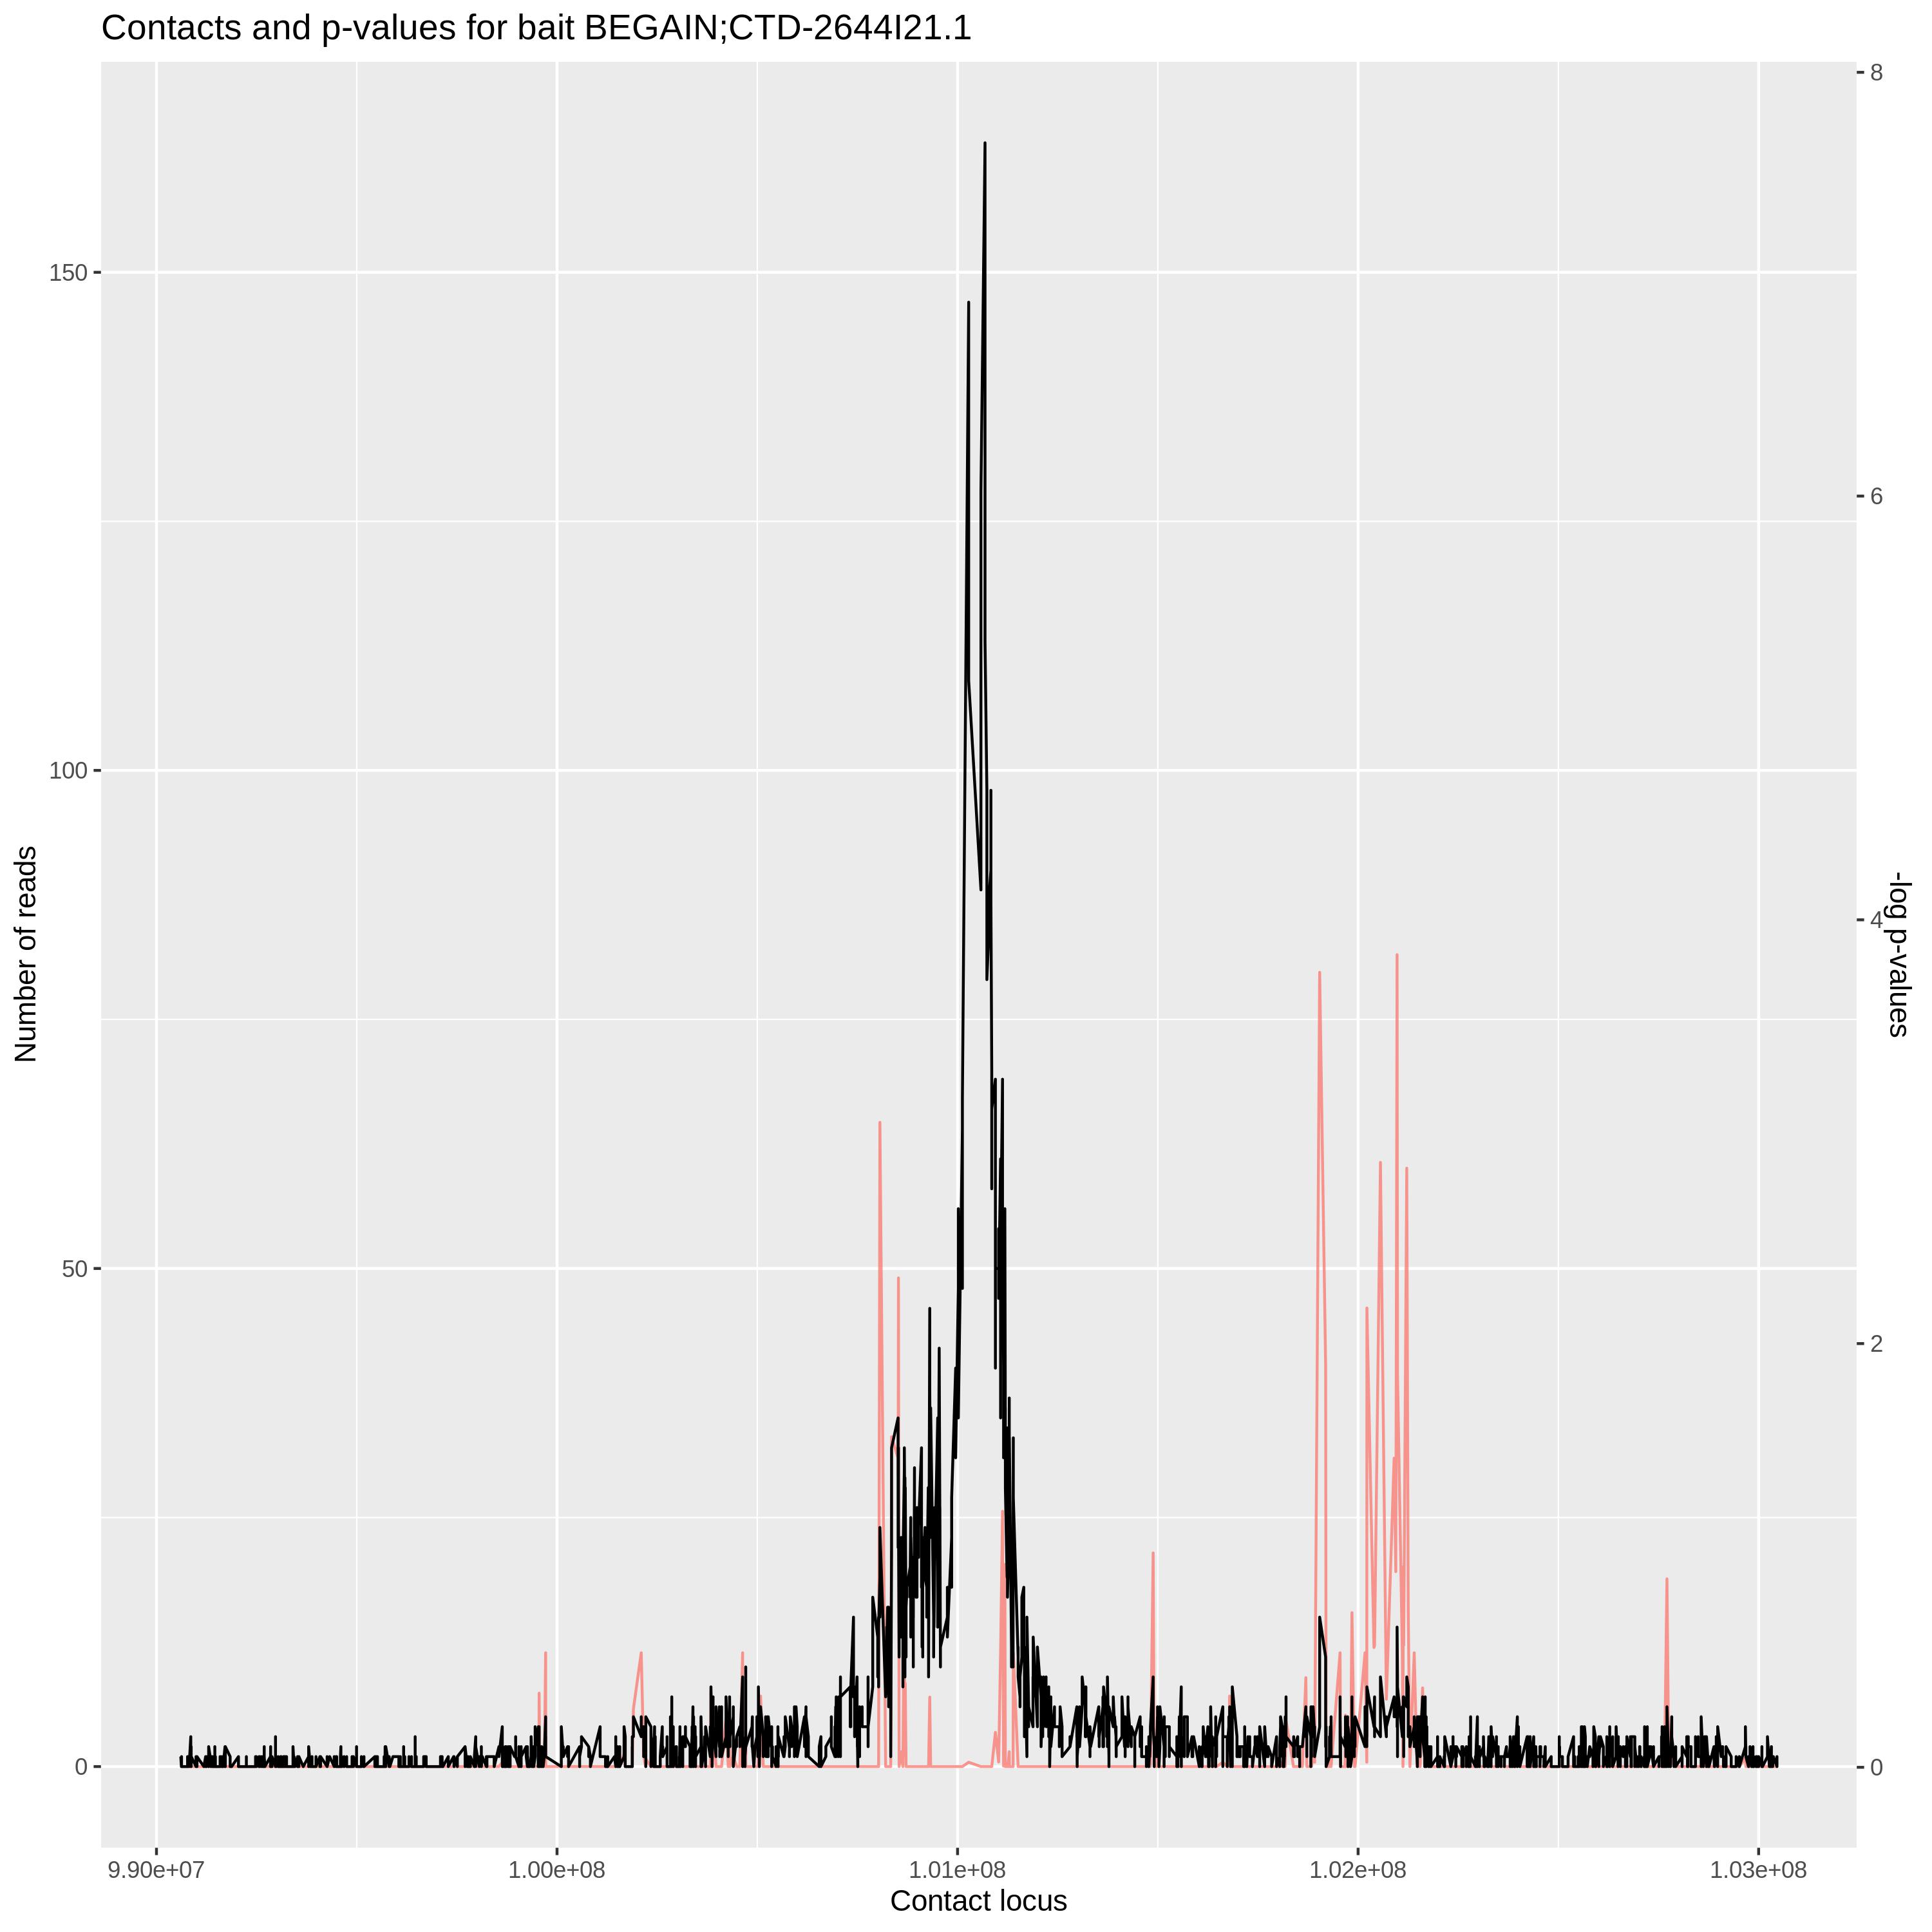 Contacts and p-values for bait BEGAIN;CTD-2644I21.1
8
150
6
100
4
Number of reads
-log p-values
50
2
0
0
9.90e+07 1.00e+08 1.01e+08 1.02e+08 1.03e+08
Contact locus